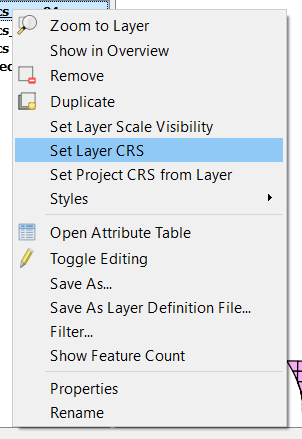 Zoom to Layer
Show in Overview
Remove
Duplicate
Set Layer Scale Visibility
Set Layer CRS
Set Project CRS from Layer
Styles
Open Attribute Table
Toggle Editing
Save As...
Save As Layer Definition File...
Filter...
Show Feature Count
Properties
Rename